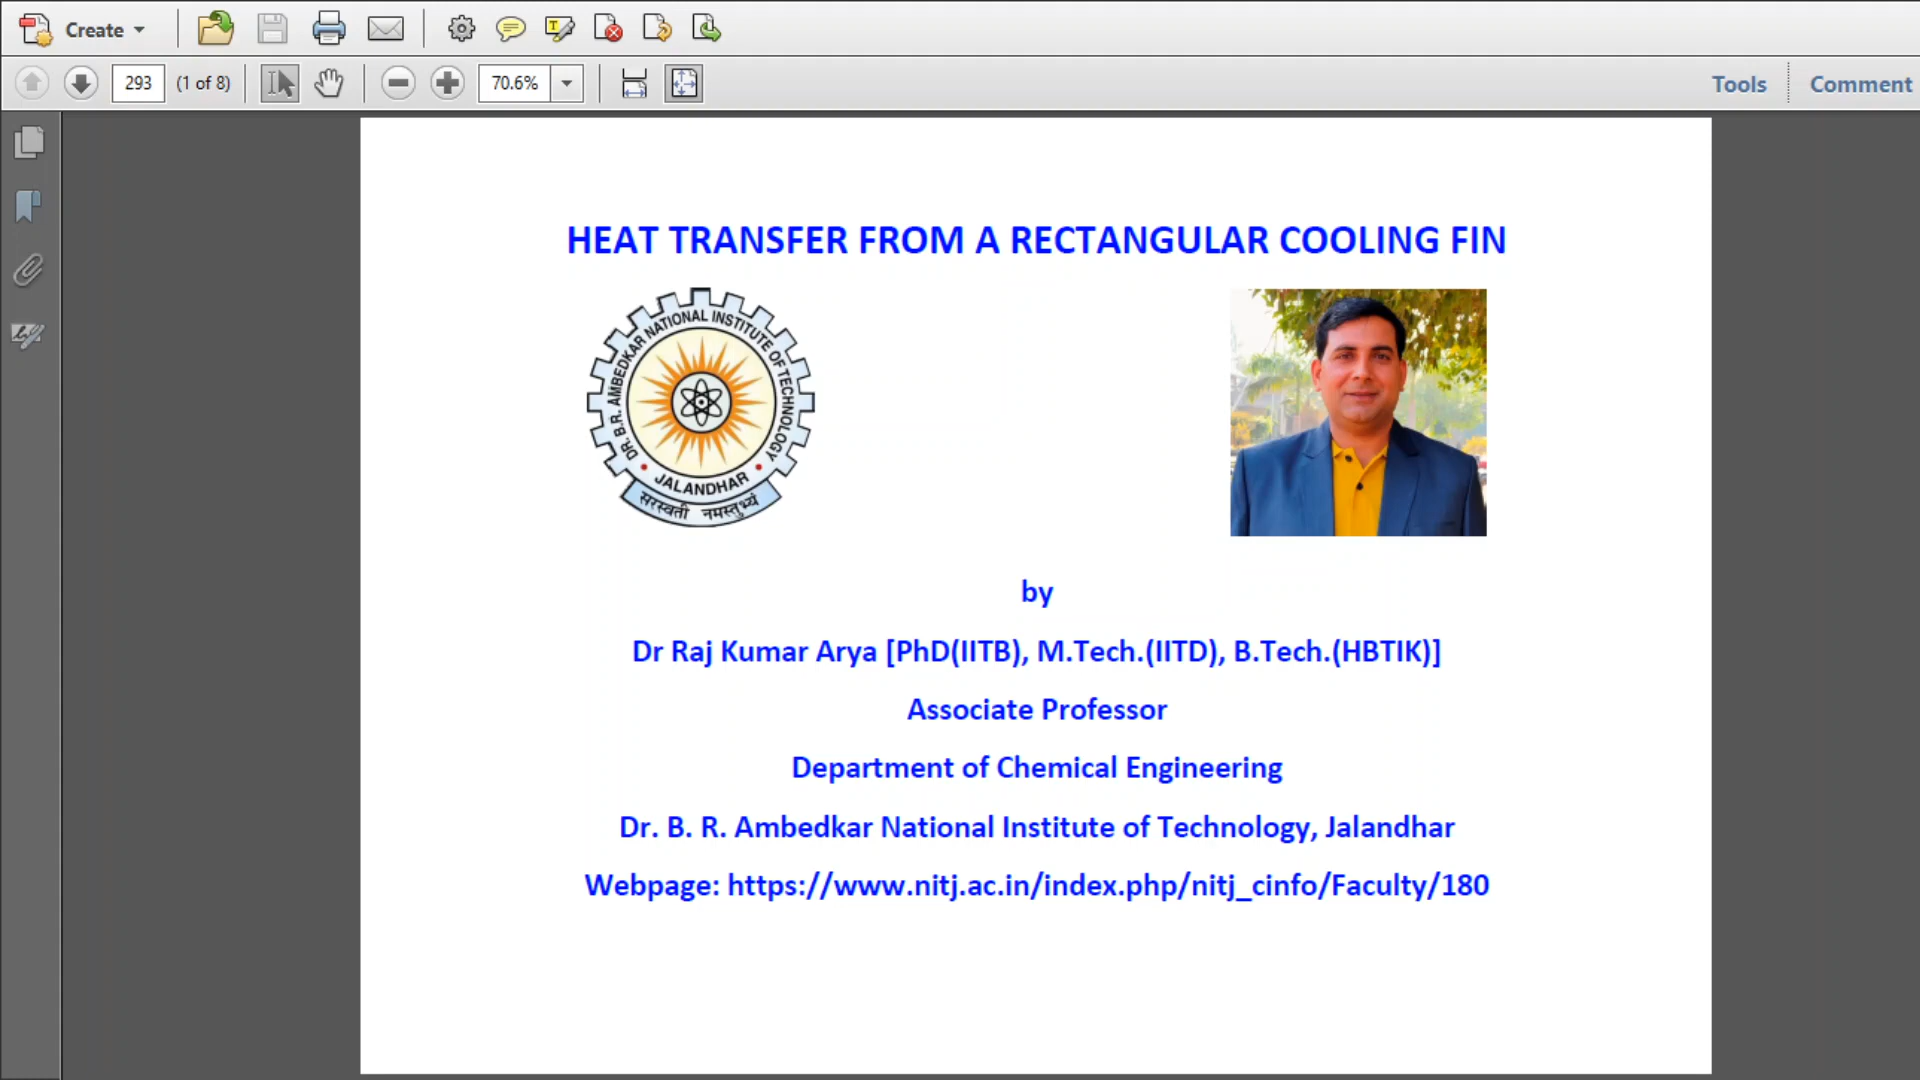 Create
293 (1 of 8) 70.6% Tools Comment
HEAT TRANSFER FROM A RECTANGULAR COOLING FIN
DR. B.R. AMBEDKAR NATIONAL INSTITUTE OF TECHNOLOGY
JALANDHAR
सरस्वती नमस्तुभ्यं
by
Dr Raj Kumar Arya [PhD(IITB), M.Tech.(IITD), B.Tech.(HBTIK)]
Associate Professor
Department of Chemical Engineering
Dr. B. R. Ambedkar National Institute of Technology, Jalandhar
Webpage: https://www.nitj.ac.in/index.php/nitj_cinfo/Faculty/180